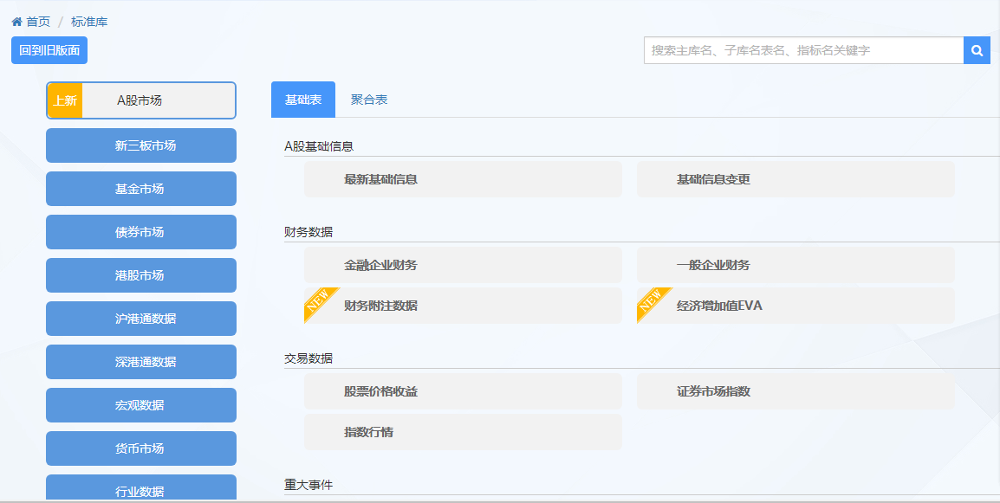 首页 / 标准库
回到旧版面
搜索主库名、子库名表名、指标名关键字
上新 A股市场
新三板市场
基金市场
债券市场
港股市场
沪港通数据
深港通数据
宏观数据
货币市场
行业数据
基础表 聚合表
A股基础信息
最新基础信息 基础信息变更
财务数据
金融企业财务 一般企业财务
NEW 财务附注数据 NEW 经济增加值EVA
交易数据
股票价格收益 证券市场指数
指数行情
重大事件